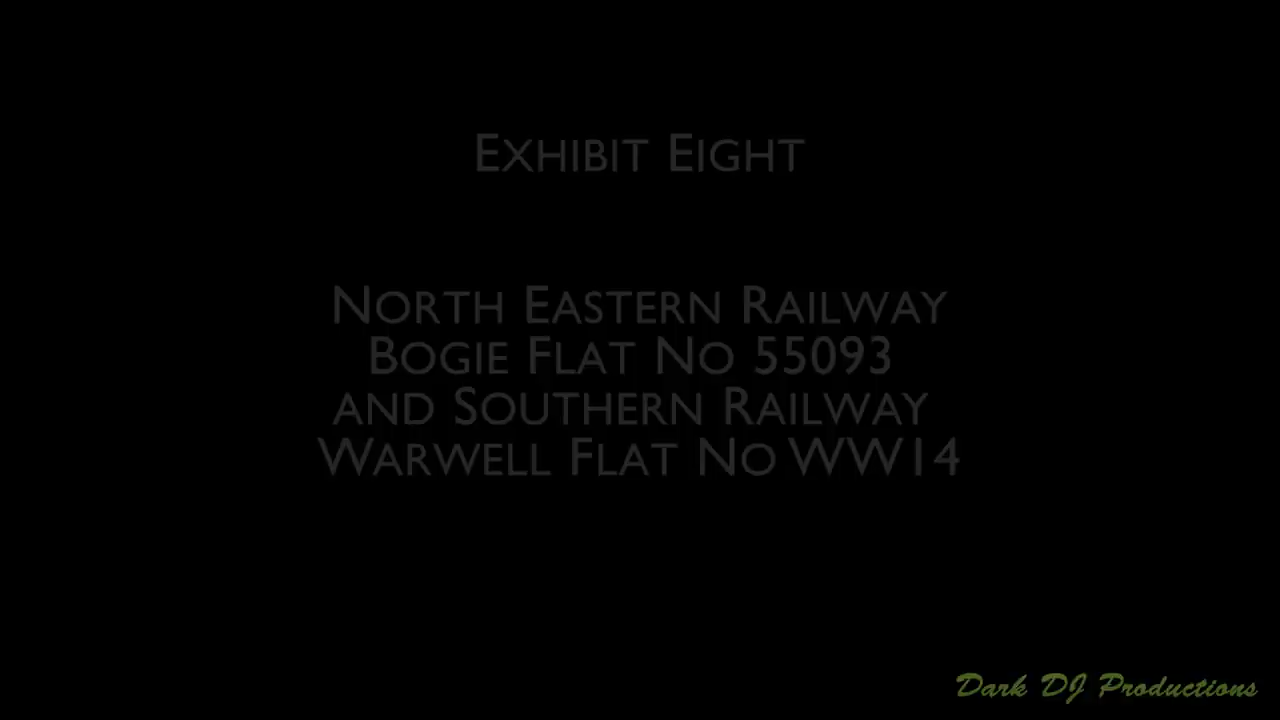 Exhibit Eight
North Eastern Railway
Bogie Flat No 55093
and Southern Railway
Warwell Flat No WW14
Dark DJ Productions